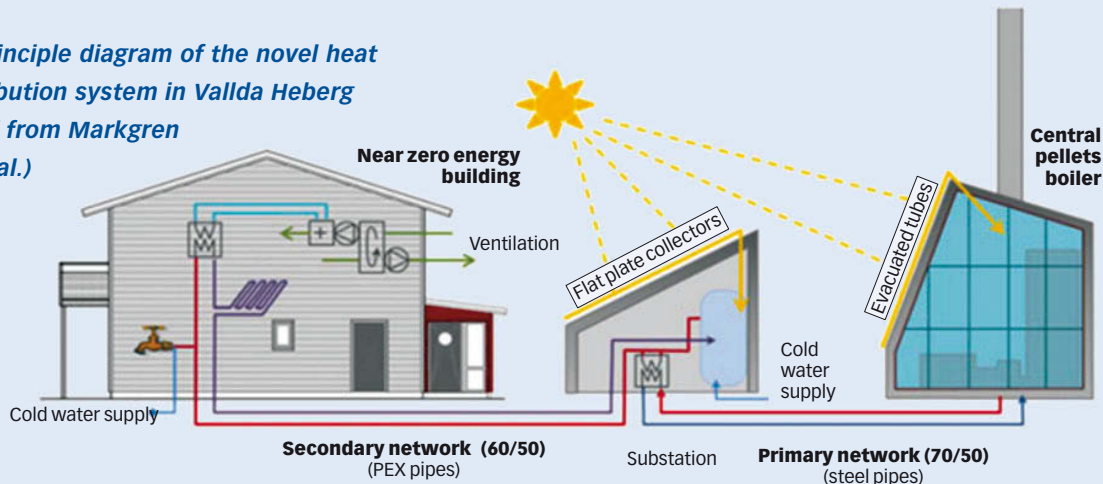 inciple diagram of the novel heat
bution system in Vallda Heberg
from Markgren
al.)
Near zero energy
building
Ventilation
Flat plate collectors
Evacuated tubes
Central
pellets
boiler
Cold
water
supply
Cold water supply
Secondary network (60/50)
(PEX pipes)
Substation
Primary network (70/50)
(steel pipes)